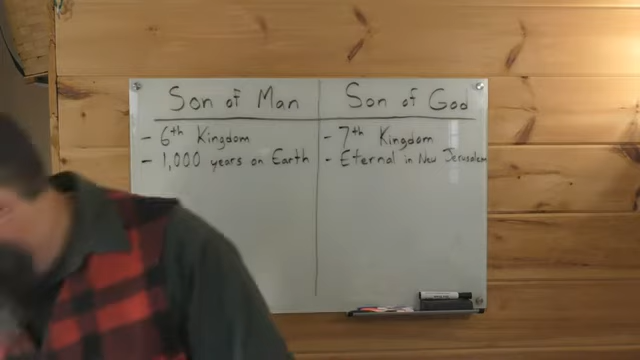 Son of Man
- 6th Kingdom
- 1,000 years on Earth
Son of God
- 7th Kingdom
- Eternal in New Jerusalem